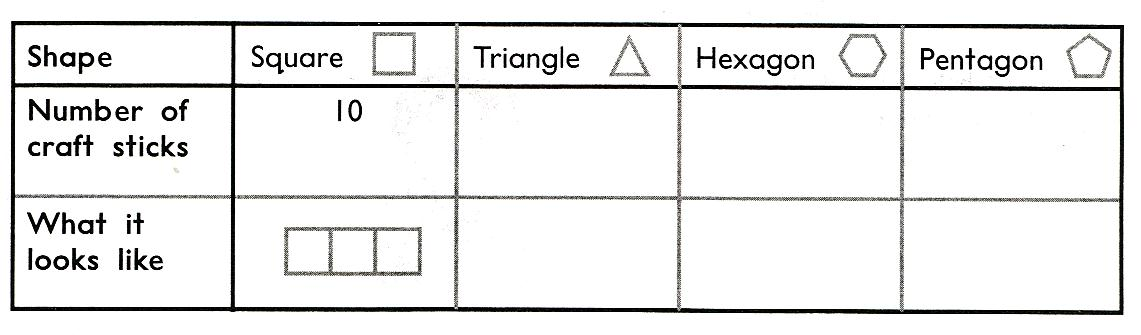 Shape Square Triangle Hexagon Pentagon
Number of 10
craft sticks
What it
looks like